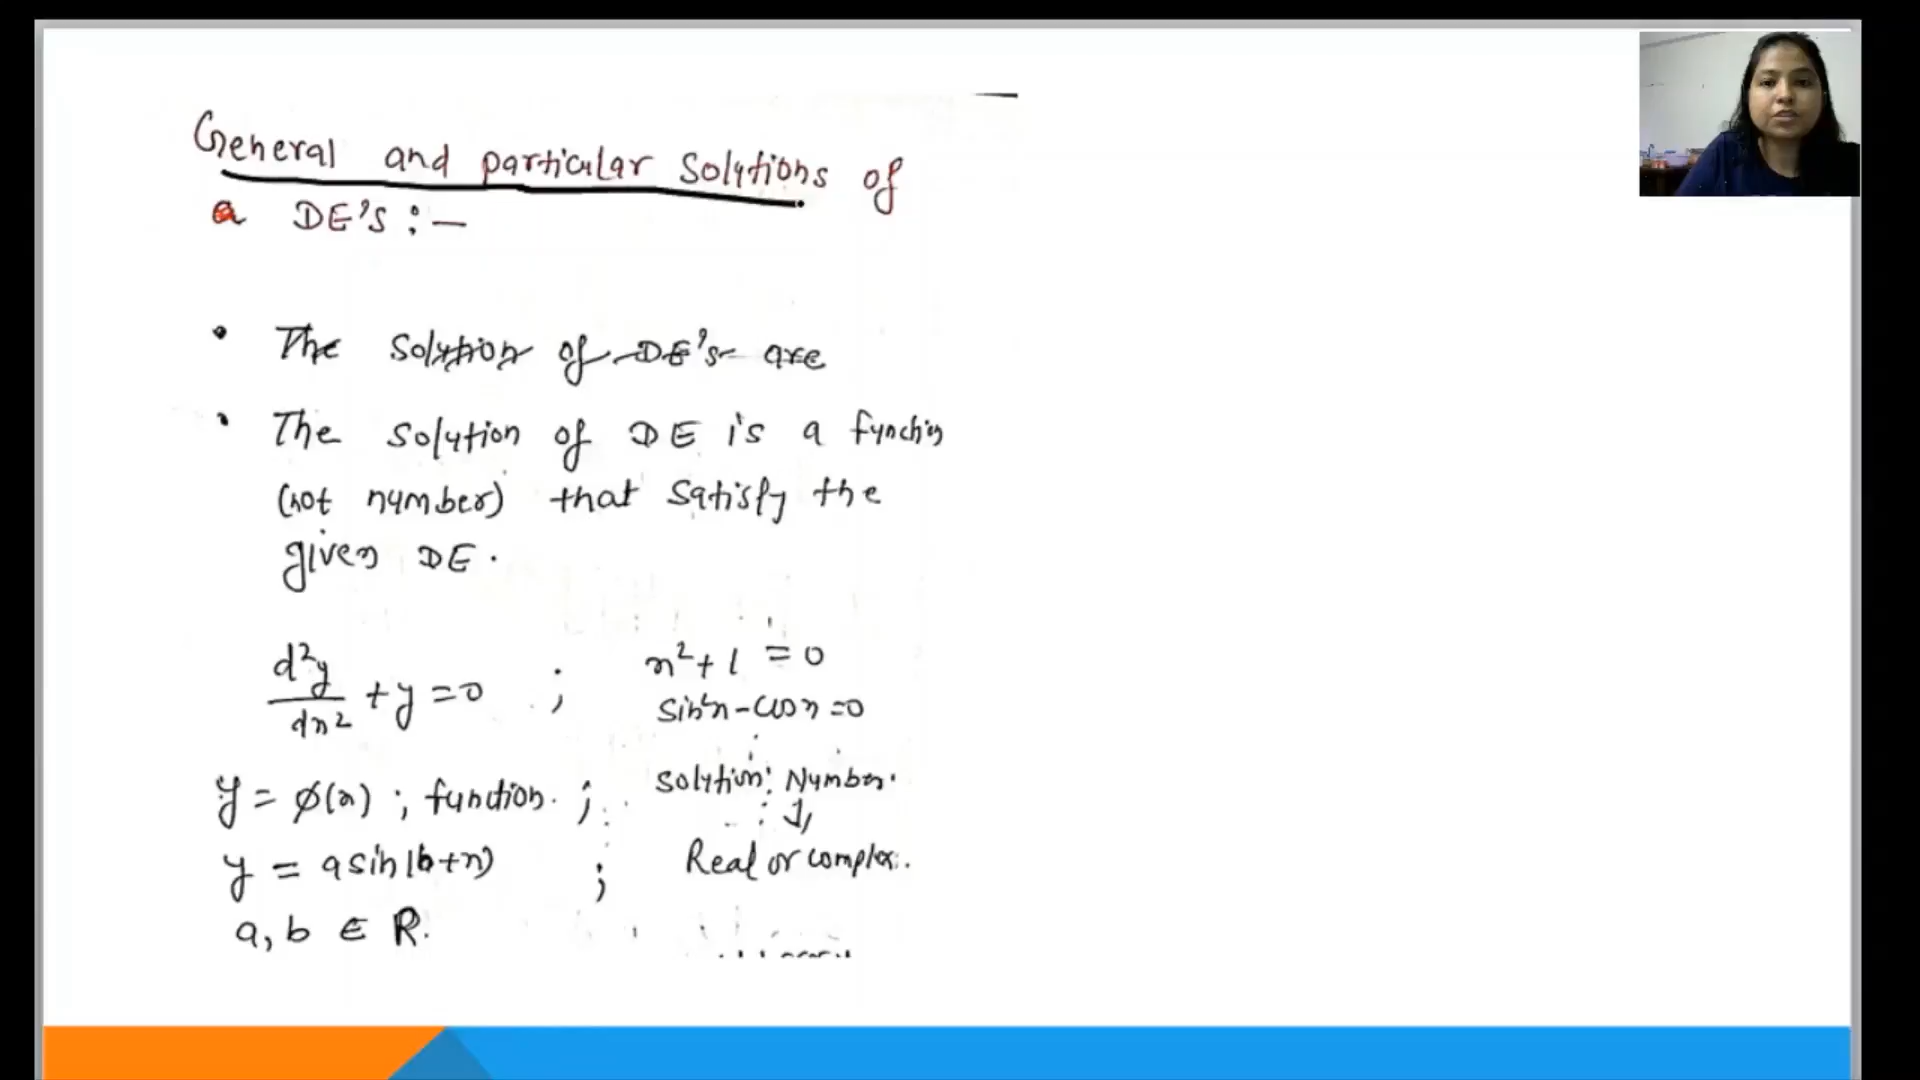 General and particular Solutions of
a DE's :—
• The Solution of DE's are
• The Solution of DE is a function
(not number) that satisfy the
given DE.
d²y/dx² + y = 0 ; x² + 1 = 0
sin²x - cos x = 0
y = ϕ(x) ; function. ; Solution: Number.
↓
y = a sin(b+x) ; Real or complex.
a, b ∈ R.